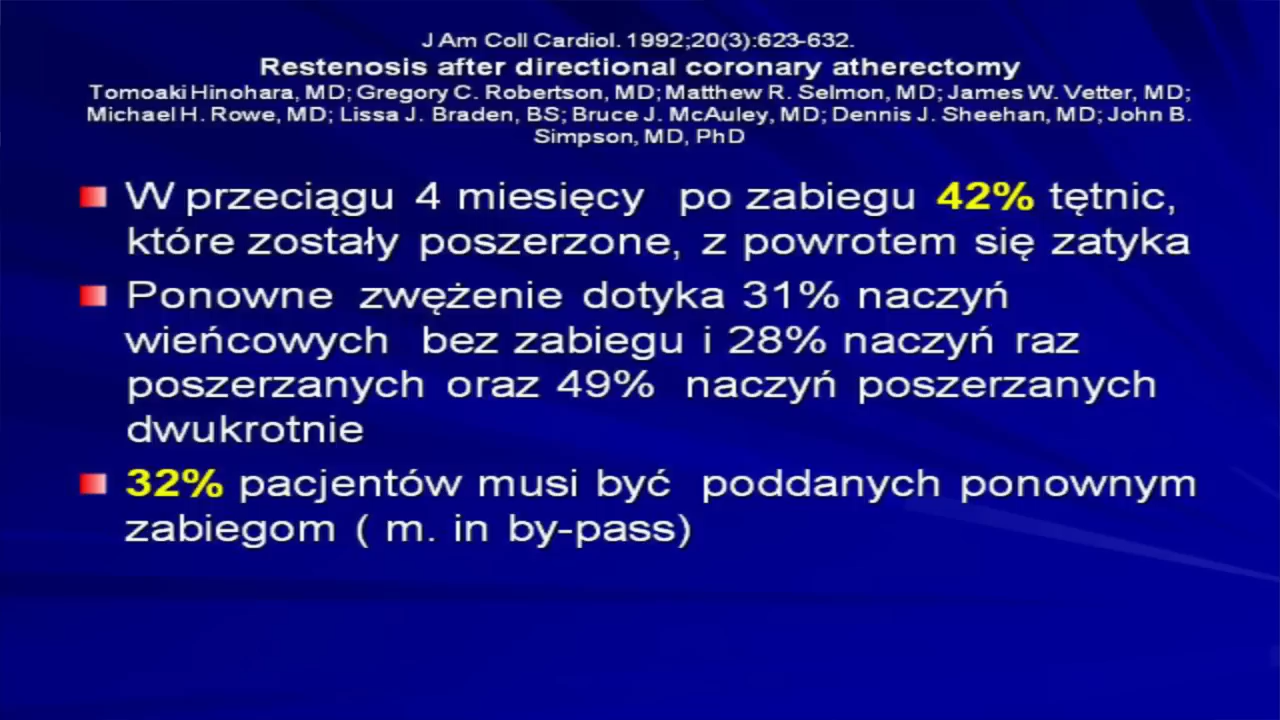 J Am Coll Cardiol. 1992;20(3):623-632.
Restenosis after directional coronary atherectomy
Tomoaki Hinohara, MD; Gregory C. Robertson, MD; Matthew R. Selmon, MD; James W. Vetter, MD;
Michael H. Rowe, MD; Lissa J. Braden, BS; Bruce J. McAuley, MD; Dennis J. Sheehan, MD; John B.
Simpson, MD, PhD
W przeciągu 4 miesięcy po zabiegu 42% tętnic,
które zostały poszerzone, z powrotem się zatyka
Ponowne zwężenie dotyka 31% naczyń
wieńcowych bez zabiegu i 28% naczyń raz
poszerzanych oraz 49% naczyń poszerzanych
dwukrotnie
32% pacjentów musi być poddanych ponownym
zabiegom ( m. in by-pass)